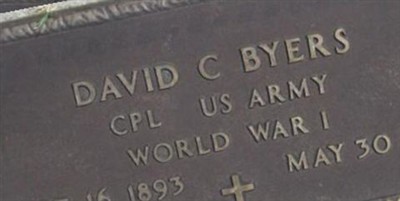 DAVID C BYERS
CPL US ARMY
WORLD WAR I
16 1893 MAY 30